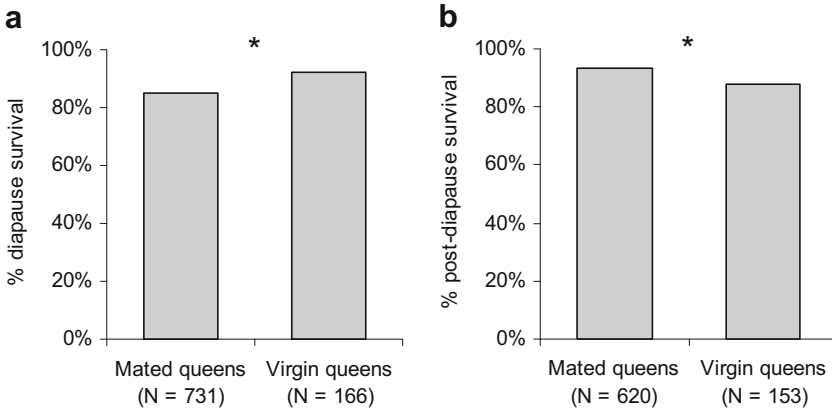 a
*
% diapause survival
100%
80%
60%
40%
20%
0%
Mated queens
(N = 731)
Virgin queens
(N = 166)
b
*
% post-diapause survival
100%
80%
60%
40%
20%
0%
Mated queens
(N = 620)
Virgin queens
(N = 153)